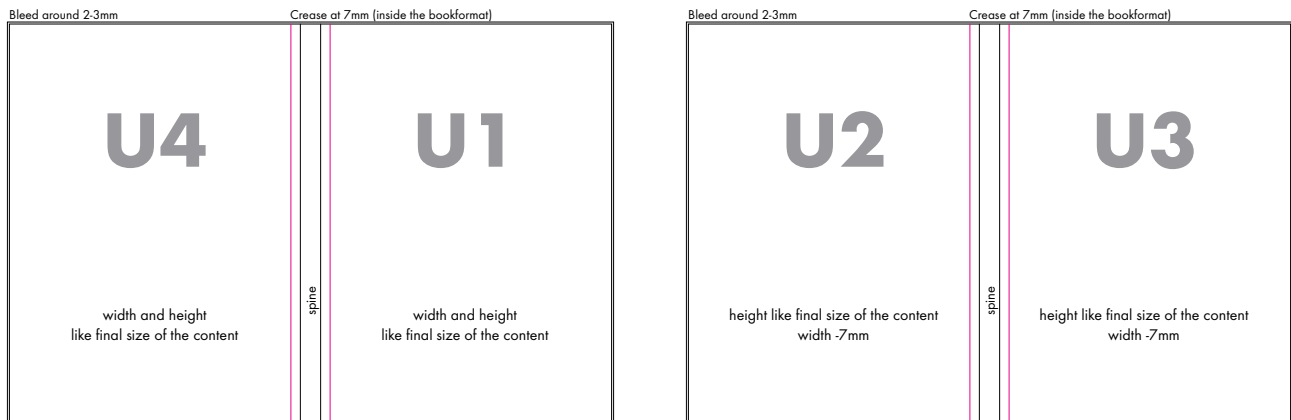 Bleed around 2-3mm
Crease at 7mm (inside the bookformat)
U4
U1
spine
width and height
like final size of the content
width and height
like final size of the content
Bleed around 2-3mm
Crease at 7mm (inside the bookformat)
U2
U3
spine
height like final size of the content
width -7mm
height like final size of the content
width -7mm